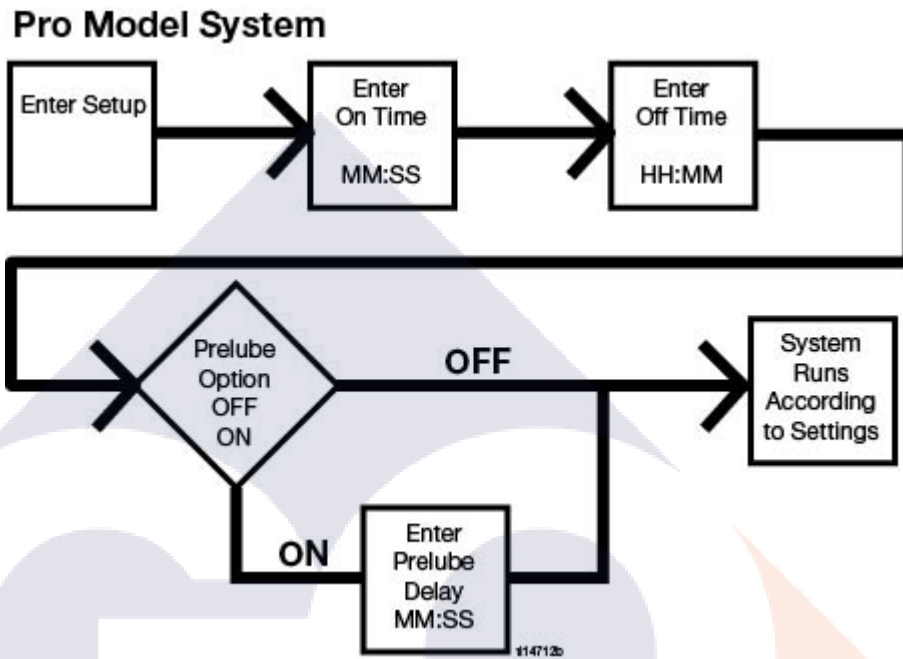 Pro Model System
Enter Setup
Enter
On Time
MM:SS
Enter
Off Time
HH:MM
Prelube
Option
OFF
ON
OFF
System
Runs
According
to Settings
ON
Enter
Prelube
Delay
MM:SS
ti14712b